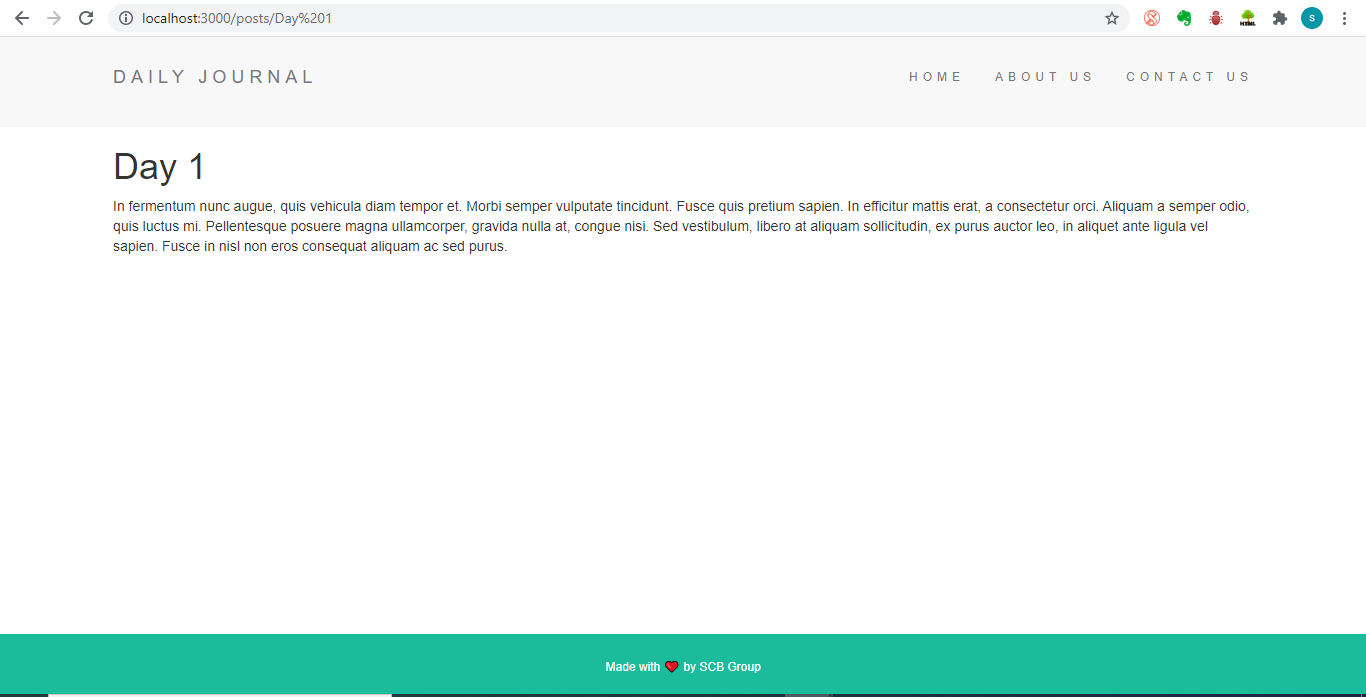 localhost:3000/posts/Day%201
HTML
S
DAILY JOURNAL
HOME ABOUT US CONTACT US
Day 1
In fermentum nunc augue, quis vehicula diam tempor et. Morbi semper vulputate tincidunt. Fusce quis pretium sapien. In efficitur mattis erat, a consectetur orci. Aliquam a semper odio,
quis luctus mi. Pellentesque posuere magna ullamcorper, gravida nulla at, congue nisi. Sed vestibulum, libero at aliquam sollicitudin, ex purus auctor leo, in aliquet ante ligula vel
sapien. Fusce in nisl non eros consequat aliquam ac sed purus.
Made with ❤ by SCB Group